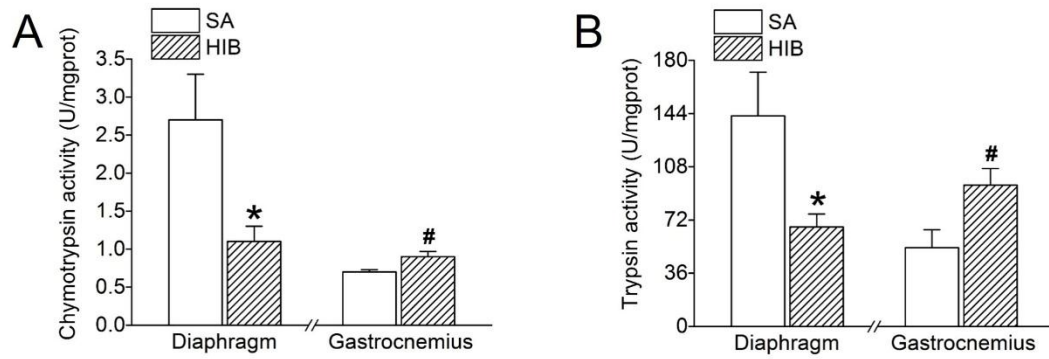 A
SA
HIB
Chymotrypsin activity (U/mgprot)
3.5
3.0
2.5
2.0
1.5
1.0
0.5
0.0
*
#
Diaphragm
//
Gastrocnemius
B
SA
HIB
Trypsin activity (U/mgprot)
180
144
108
72
36
0
*
#
Diaphragm
//
Gastrocnemius